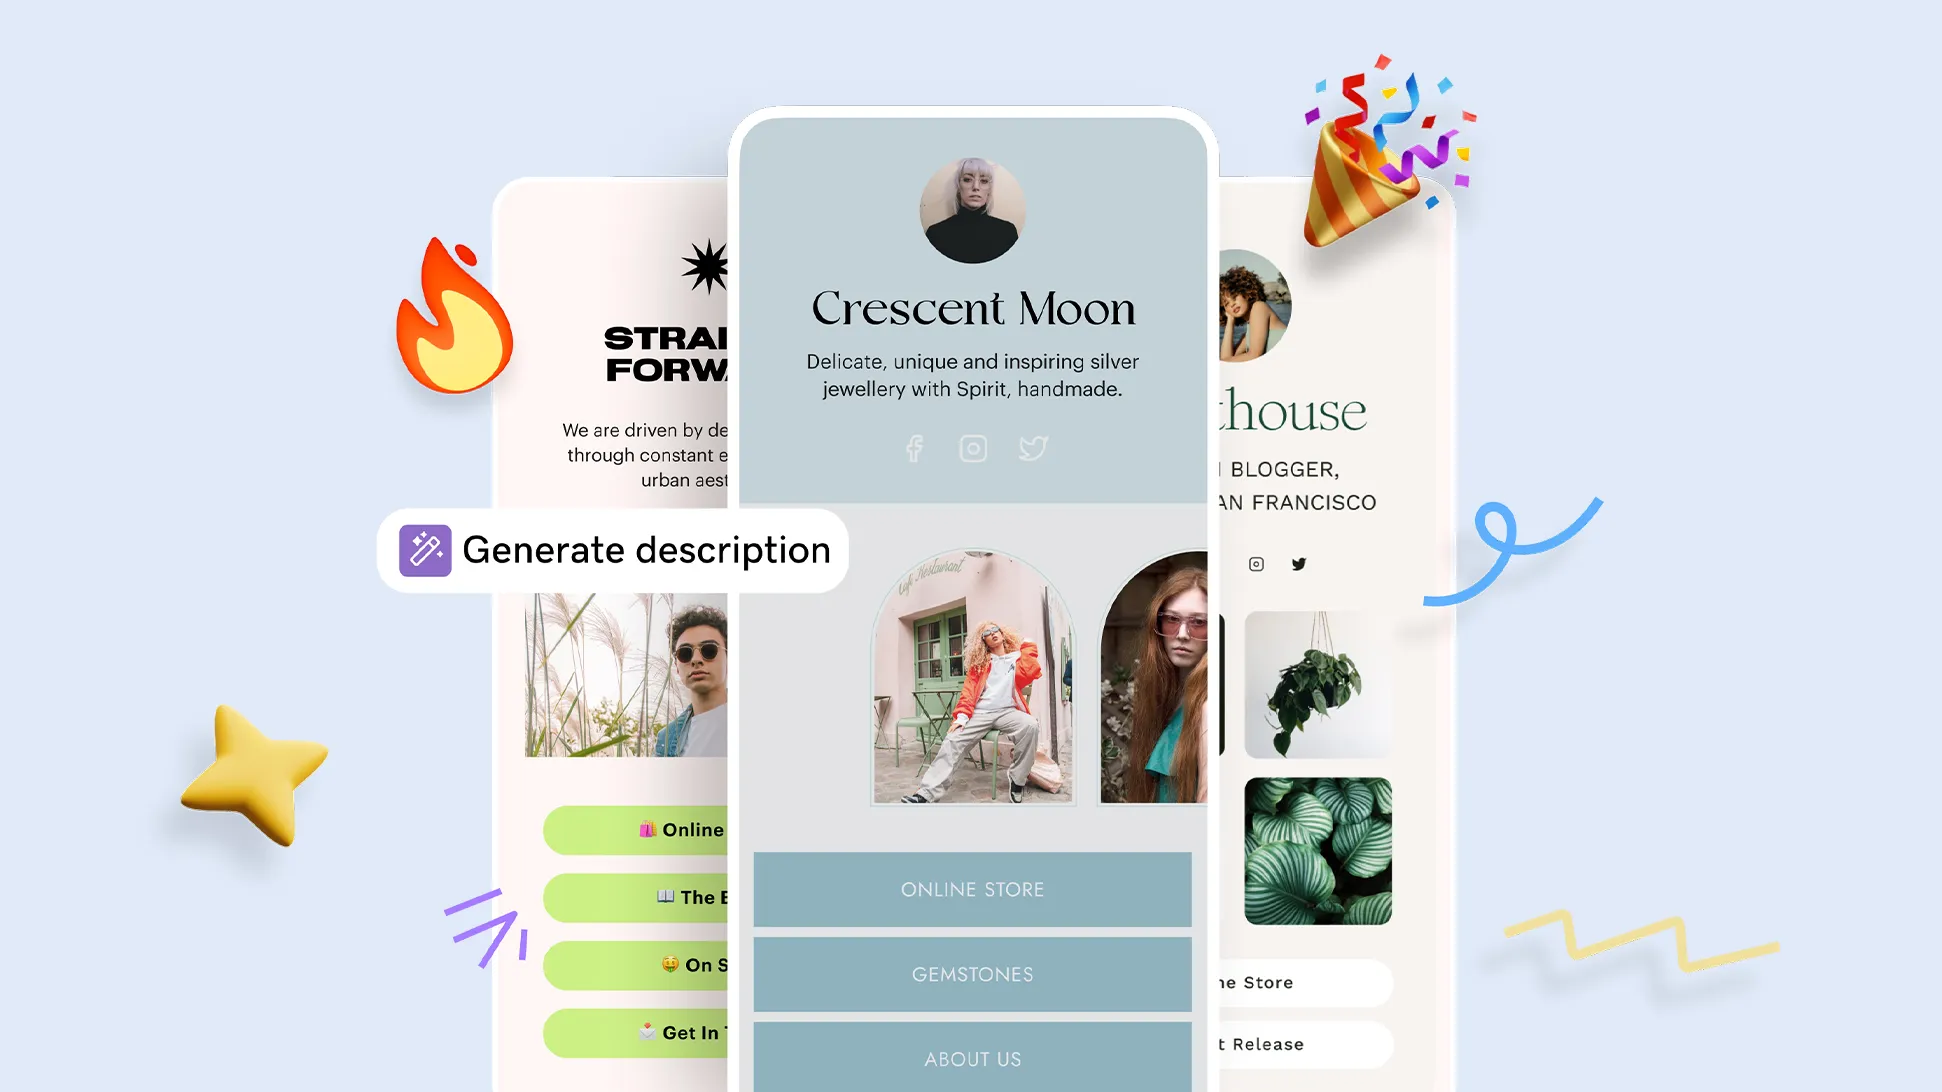 STRAI
FORW
We are driven by de
through constant e
urban aest
Generate description
Online
The E
On S
Get In
Crescent Moon
Delicate, unique and inspiring silver
jewellery with Spirit, handmade.
Café Restaurant
ONLINE STORE
GEMSTONES
ABOUT US
thouse
BLOGGER,
AN FRANCISCO
ne Store
t Release